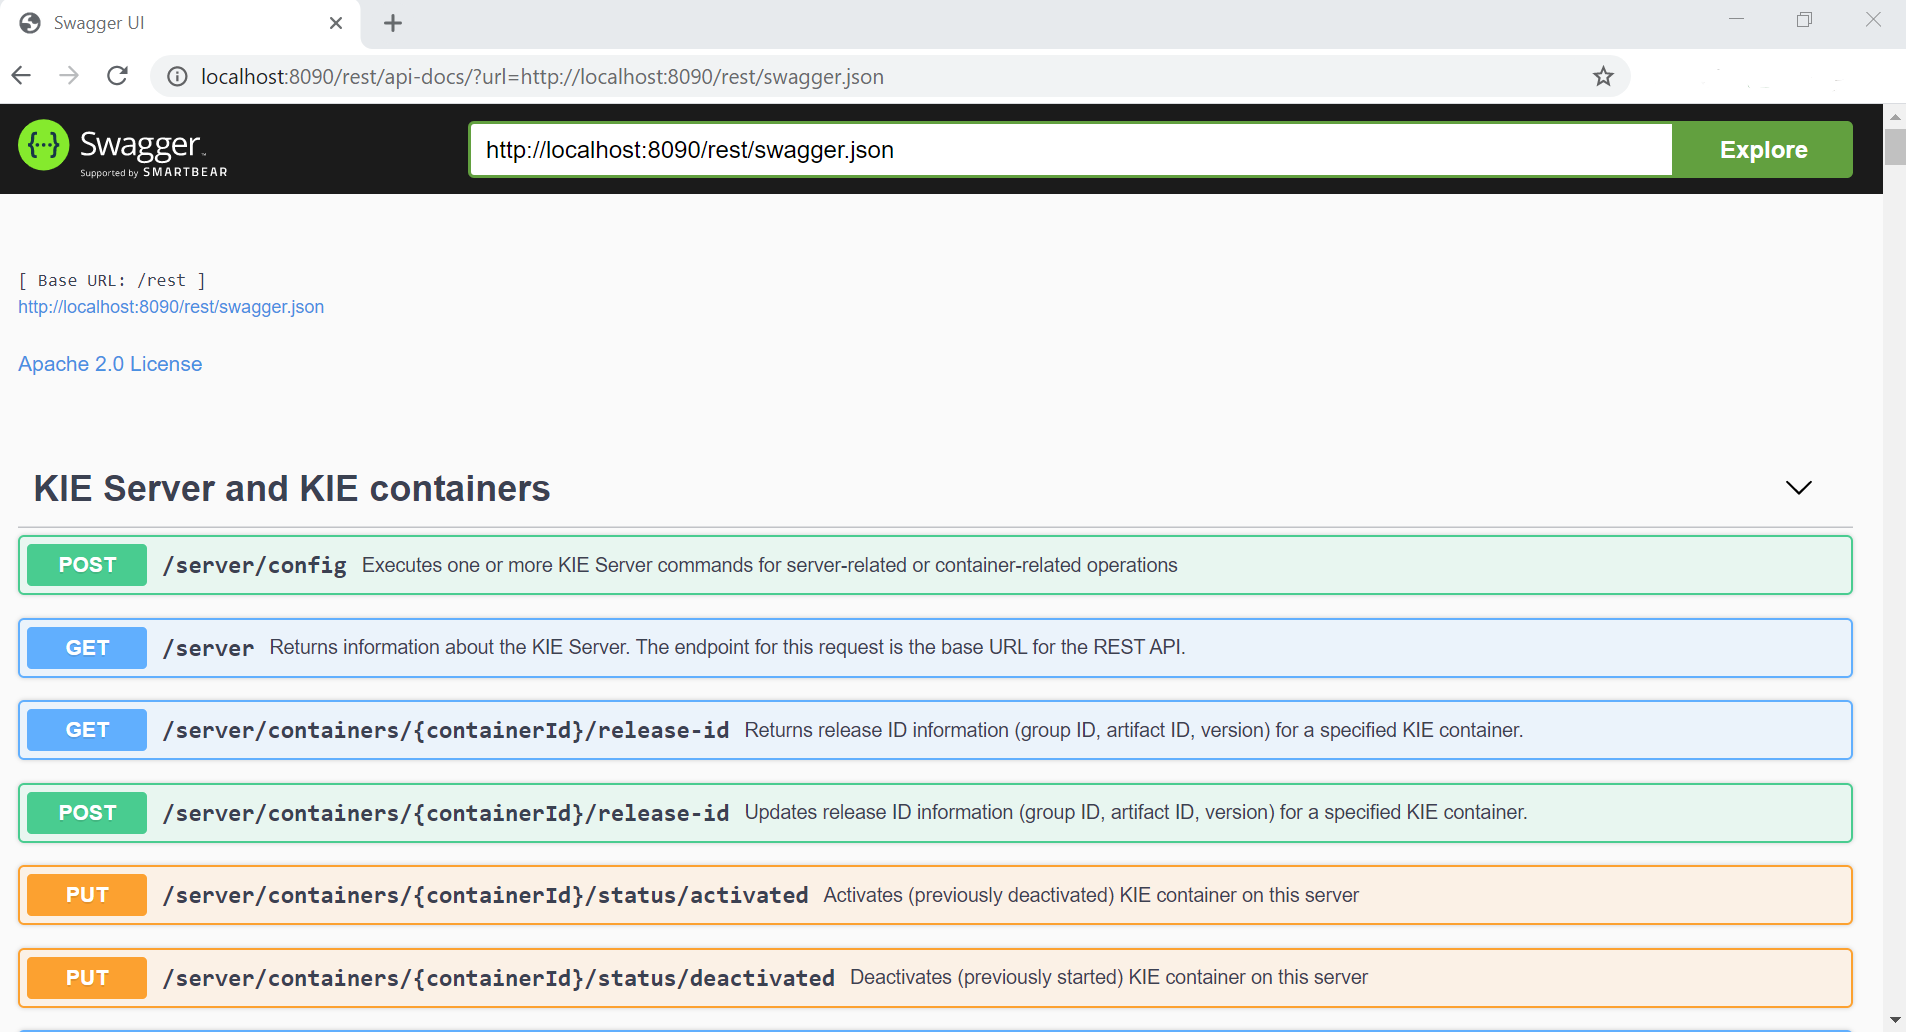 Swagger UI
localhost:8090/rest/api-docs/?url=http://localhost:8090/rest/swagger.json
{···} Swagger™
Supported by SMARTBEAR
http://localhost:8090/rest/swagger.json
Explore
[ Base URL: /rest ]
http://localhost:8090/rest/swagger.json
Apache 2.0 License
KIE Server and KIE containers
POST /server/config Executes one or more KIE Server commands for server-related or container-related operations
GET /server Returns information about the KIE Server. The endpoint for this request is the base URL for the REST API.
GET /server/containers/{containerId}/release-id Returns release ID information (group ID, artifact ID, version) for a specified KIE container.
POST /server/containers/{containerId}/release-id Updates release ID information (group ID, artifact ID, version) for a specified KIE container.
PUT /server/containers/{containerId}/status/activated Activates (previously deactivated) KIE container on this server
PUT /server/containers/{containerId}/status/deactivated Deactivates (previously started) KIE container on this server